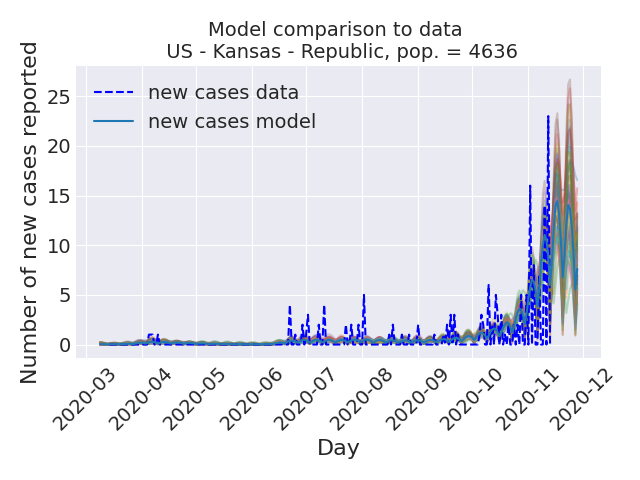 Model comparison to data
US - Kansas - Republic, pop. = 4636
Number of new cases reported
new cases data
new cases model
25
20
15
10
5
0
2020-03
2020-04
2020-05
2020-06
2020-07
2020-08
2020-09
2020-10
2020-11
2020-12
Day